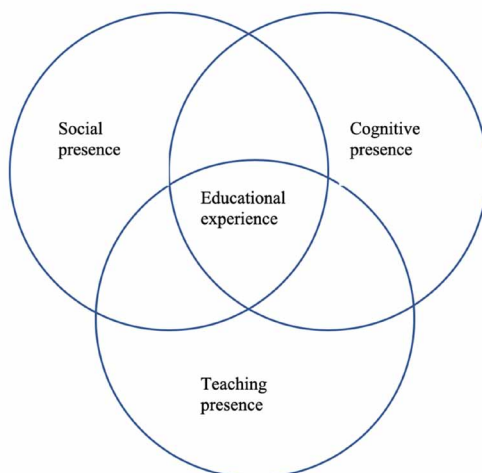 Social
presence
Cognitive
presence
Educational
experience
Teaching
presence